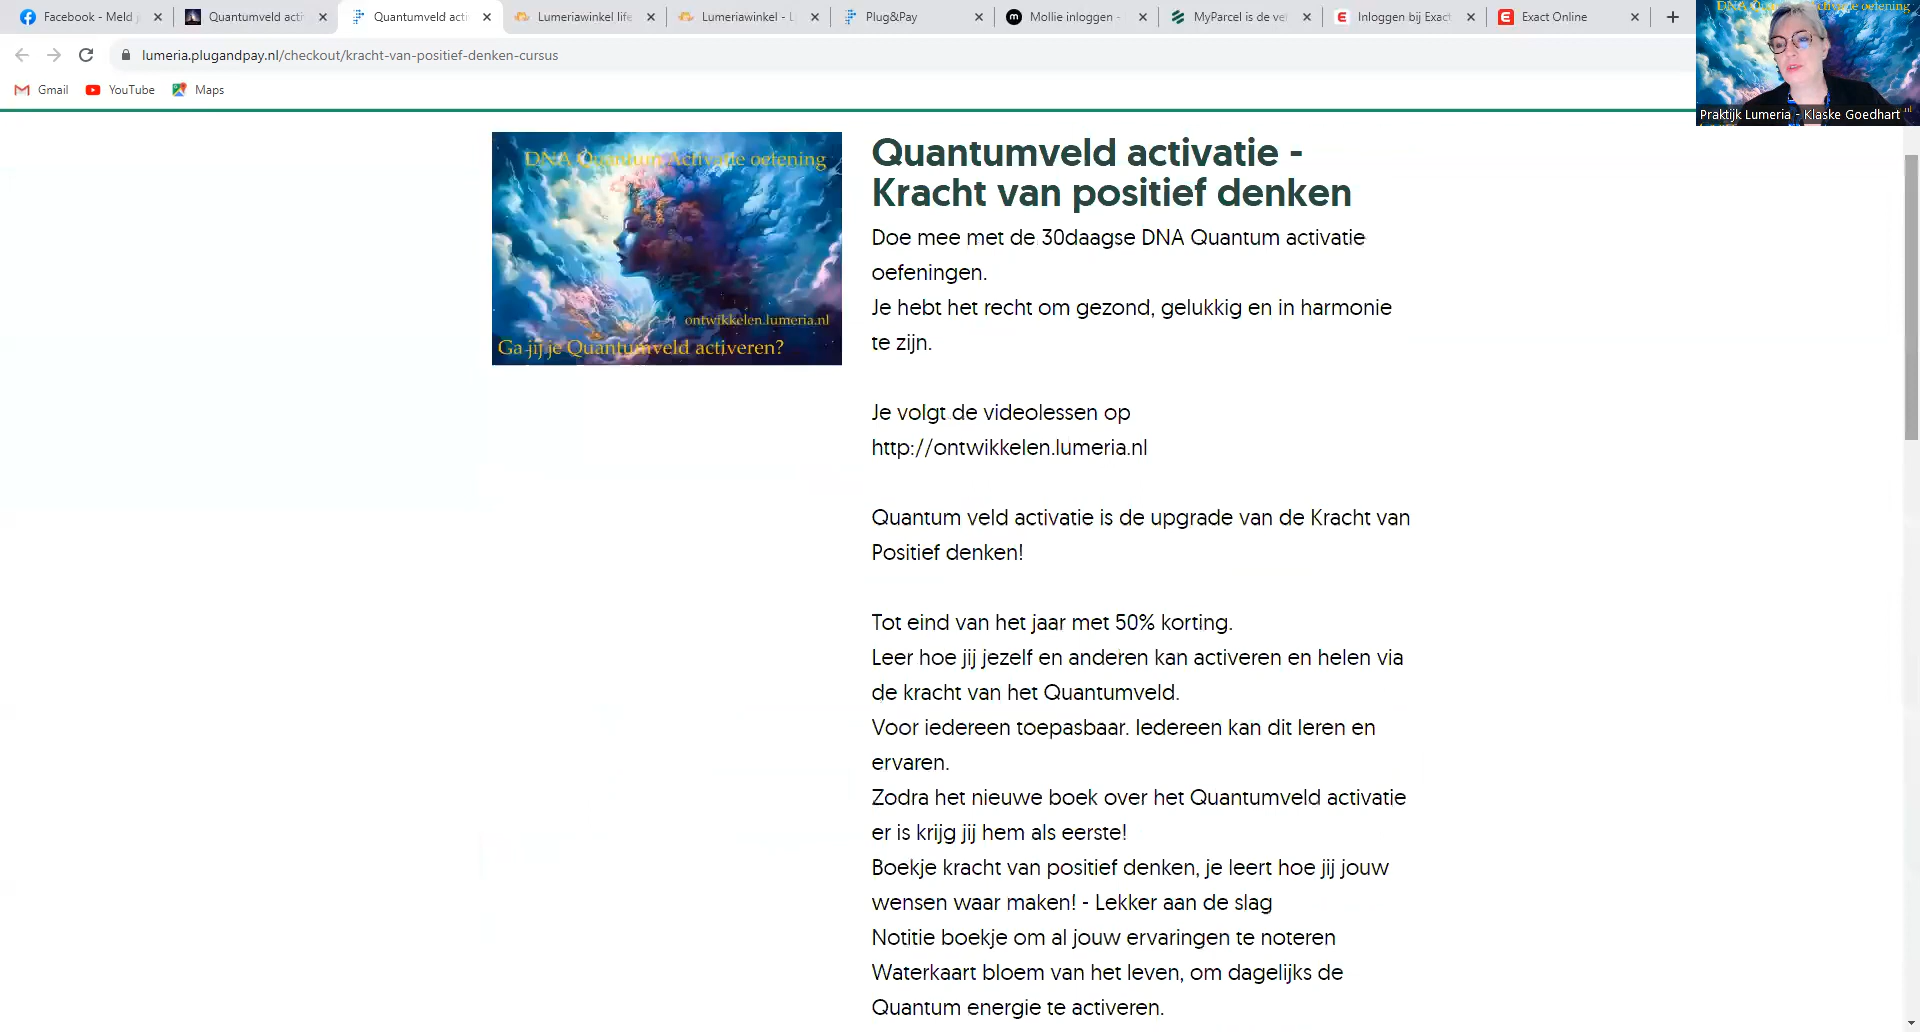 Facebook - Meld j
Quantumveld acti
Quantumveld acti
Lumeriawinkel life
Lumeriawinkel - L
Plug&Pay
Mollie inloggen -
MyParcel is de ve
Inloggen bij Exact
Exact Online
lumeria.plugandpay.nl/checkout/kracht-van-positief-denken-cursus
Gmail
YouTube
Maps
Praktijk Lumeria - Klaske Goedhart
DNA Quantum Activatie oefening
ontwikkelen.lumeria.nl
Ga jij je Quantumveld activeren?
Quantumveld activatie -
Kracht van positief denken
Doe mee met de 30daagse DNA Quantum activatie
oefeningen.
Je hebt het recht om gezond, gelukkig en in harmonie
te zijn.
Je volgt de videolessen op
http://ontwikkelen.lumeria.nl
Quantum veld activatie is de upgrade van de Kracht van
Positief denken!
Tot eind van het jaar met 50% korting.
Leer hoe jij jezelf en anderen kan activeren en helen via
de kracht van het Quantumveld.
Voor iedereen toepasbaar. Iedereen kan dit leren en
ervaren.
Zodra het nieuwe boek over het Quantumveld activatie
er is krijg jij hem als eerste!
Boekje kracht van positief denken, je leert hoe jij jouw
wensen waar maken! - Lekker aan de slag
Notitie boekje om al jouw ervaringen te noteren
Waterkaart bloem van het leven, om dagelijks de
Quantum energie te activeren.